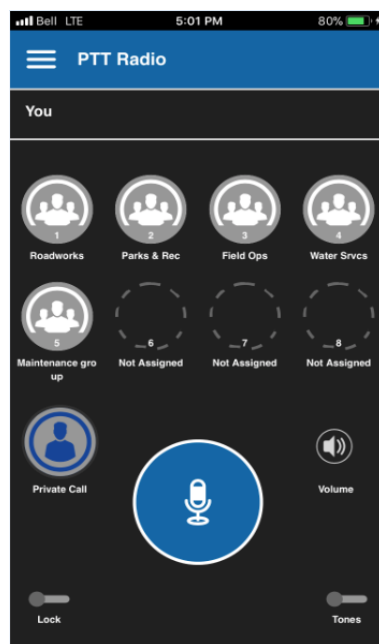 Bell LTE 5:01 PM 80%
PTT Radio
You
1 2 3 4
Roadworks Parks & Rec Field Ops Water Srvcs
5 6 7 8
Maintenance gro Not Assigned Not Assigned Not Assigned
up
Private Call Volume
Lock Tones